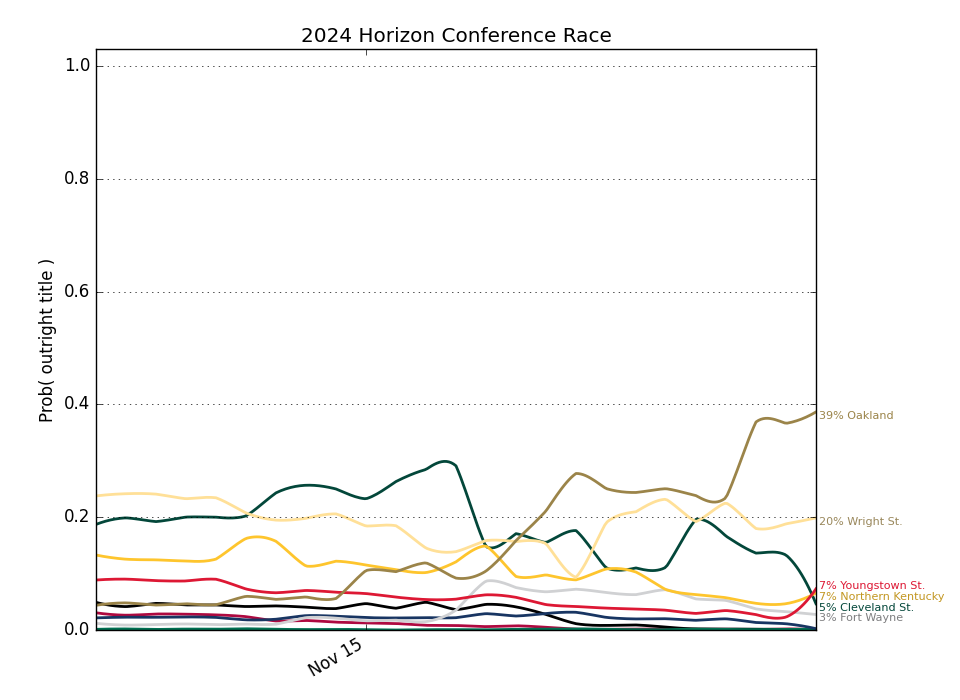 2024 Horizon Conference Race
Prob( outright title )
1.0
0.8
0.6
0.4
0.2
0.0
Nov 15
39% Oakland
20% Wright St.
7% Youngstown St.
7% Northern Kentucky
5% Cleveland St.
3% Fort Wayne